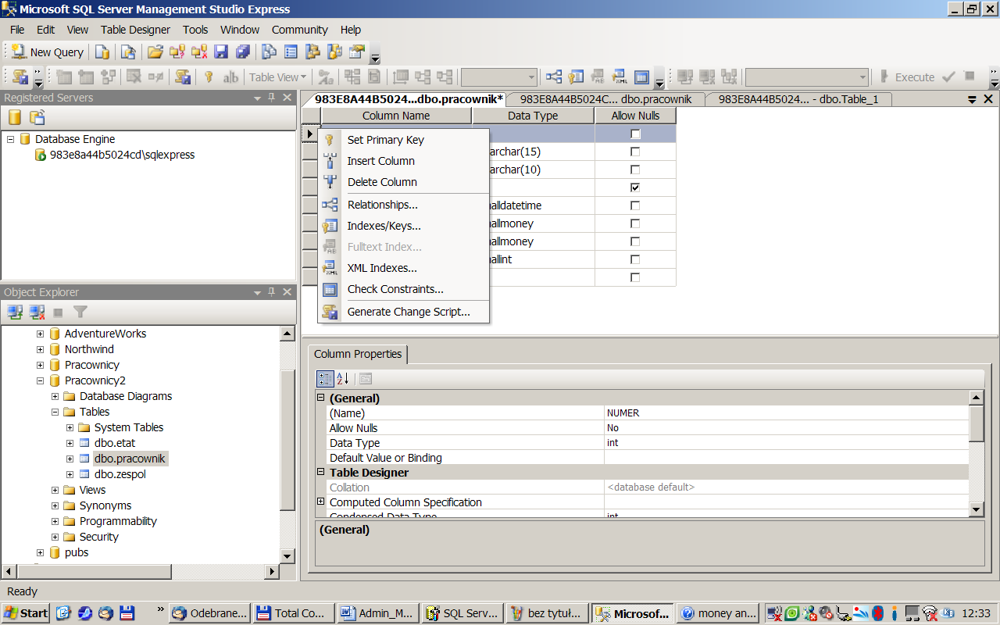 Microsoft SQL Server Management Studio Express
File Edit View Table Designer Tools Window Community Help
New Query
Table View Execute
Registered Servers
Database Engine
983e8a44b5024cd\sqlexpress
Object Explorer
AdventureWorks
Northwind
Pracownicy
Pracownicy2
Database Diagrams
Tables
System Tables
dbo.etat
dbo.pracownik
dbo.zespol
Views
Synonyms
Programmability
Security
pubs
983E8A44B5024...dbo.pracownik* 983E8A44B5024C... dbo.pracownik 983E8A44B5024... - dbo.Table_1
Column Name Data Type Allow Nulls
archar(15)
archar(10)
nalldatetime
nallmoney
nallmoney
nallint
Set Primary Key
Insert Column
Delete Column
Relationships...
Indexes/Keys...
Fulltext Index...
XML Indexes...
Check Constraints...
Generate Change Script...
Column Properties
(General)
(Name) NUMER
Allow Nulls No
Data Type int
Default Value or Binding
Table Designer
Collation <database default>
Computed Column Specification
Condensed Data Type int
(General)
Ready
Start » Odebrane... Total Co... Admin_M... SQL Serv... bez tytuł... Microsof... money an... 12:33